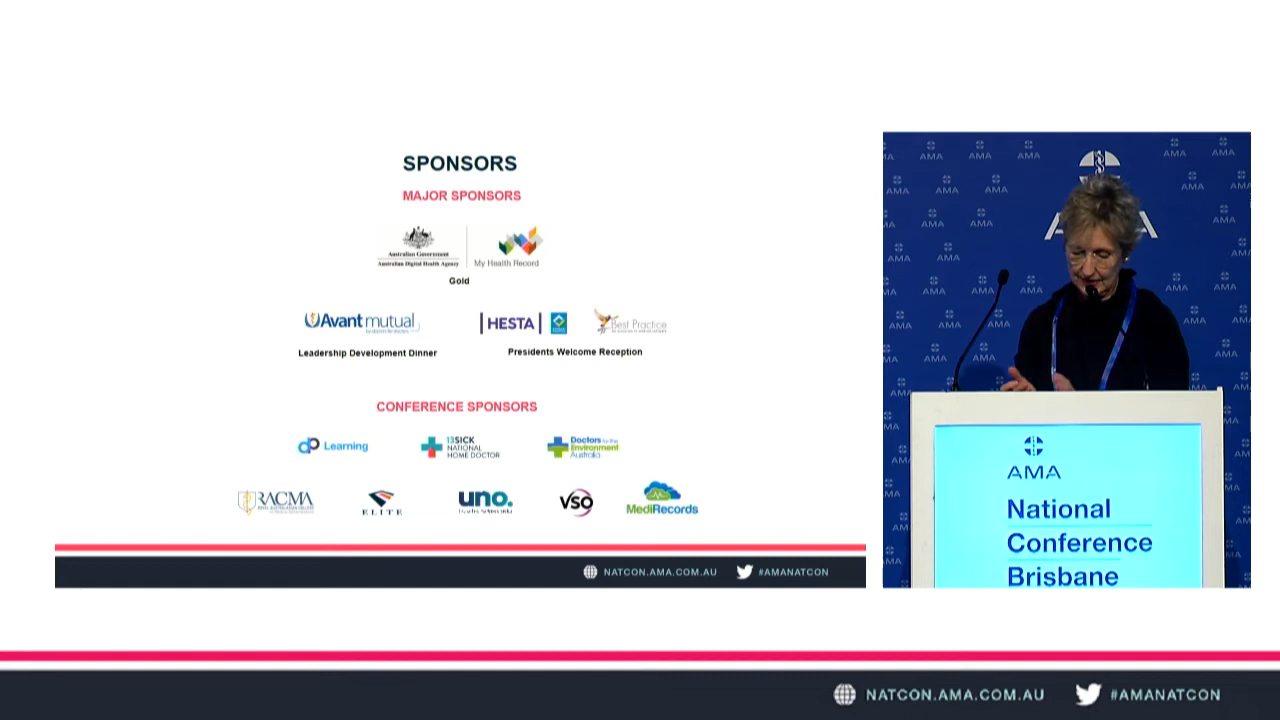 SPONSORS
MAJOR SPONSORS
Australian Government
Australian Digital Health Agency
My Health Record
Gold
Avant mutual
HESTA
Best Practice
Leadership Development Dinner
Presidents Welcome Reception
CONFERENCE SPONSORS
dp Learning
13SICK
NATIONAL
HOME DOCTOR
Doctors for the
Environment
Australia
RACMA
ELITE
uno.
VSO
MediRecords
NATCON.AMA.COM.AU
#AMANATCON
AMA
AMA
National
Conference
Brisbane
NATCON.AMA.COM.AU
#AMANATCON